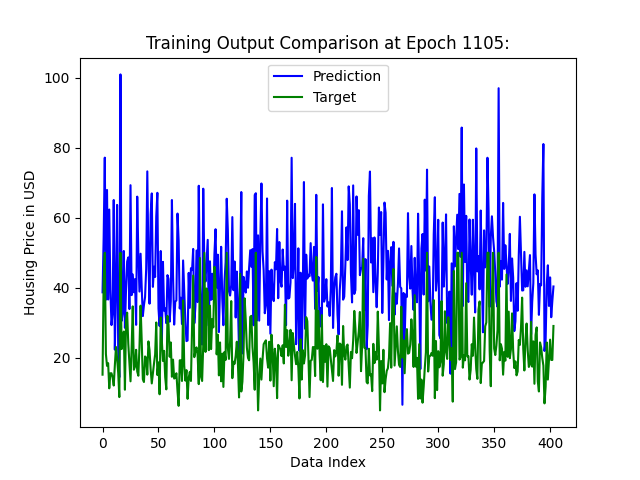 Training Output Comparison at Epoch 1105:
Prediction
Target
Housing Price in USD
100
80
60
40
20
0 50 100 150 200 250 300 350 400
Data Index